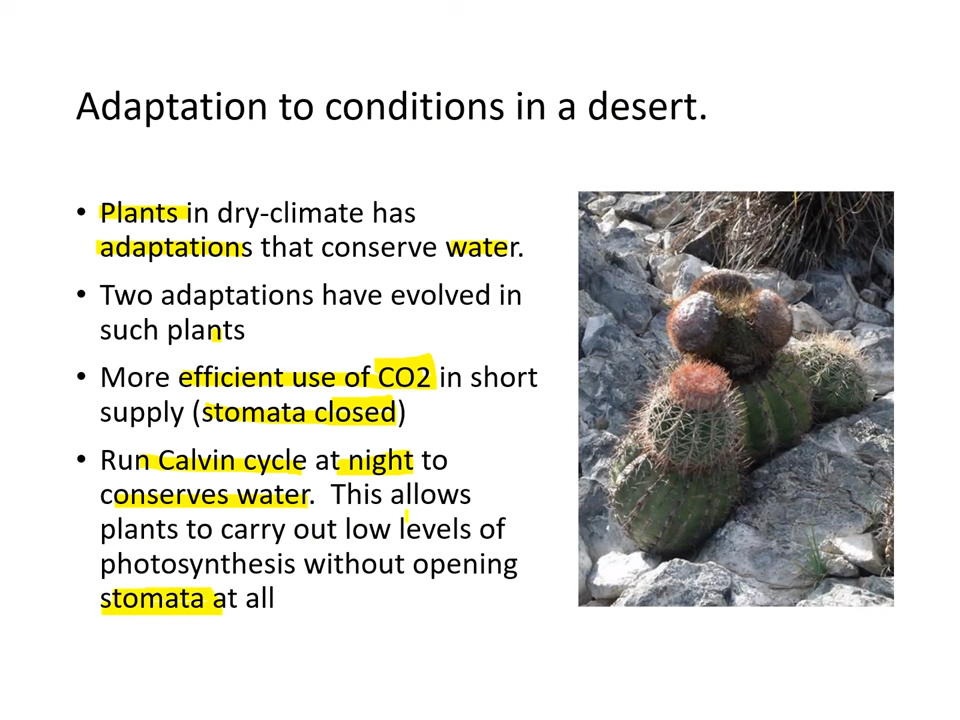 Adaptation to conditions in a desert.
• Plants in dry-climate has
adaptations that conserve water.
• Two adaptations have evolved in
such plants
• More efficient use of CO2 in short
supply (stomata closed)
• Run Calvin cycle at night to
conserves water.  This allows
plants to carry out low levels of
photosynthesis without opening
stomata at all